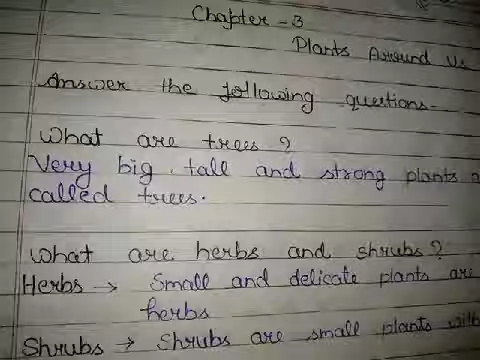 Chapter - 3
Plants Around Us
Answer the following questions.
What are trees ?
Very big, tall and strong plants
called trees.
What are herbs and shrubs ?
Herbs → Small and delicate plants are
herbs
Shrubs → Shrubs are small plants with